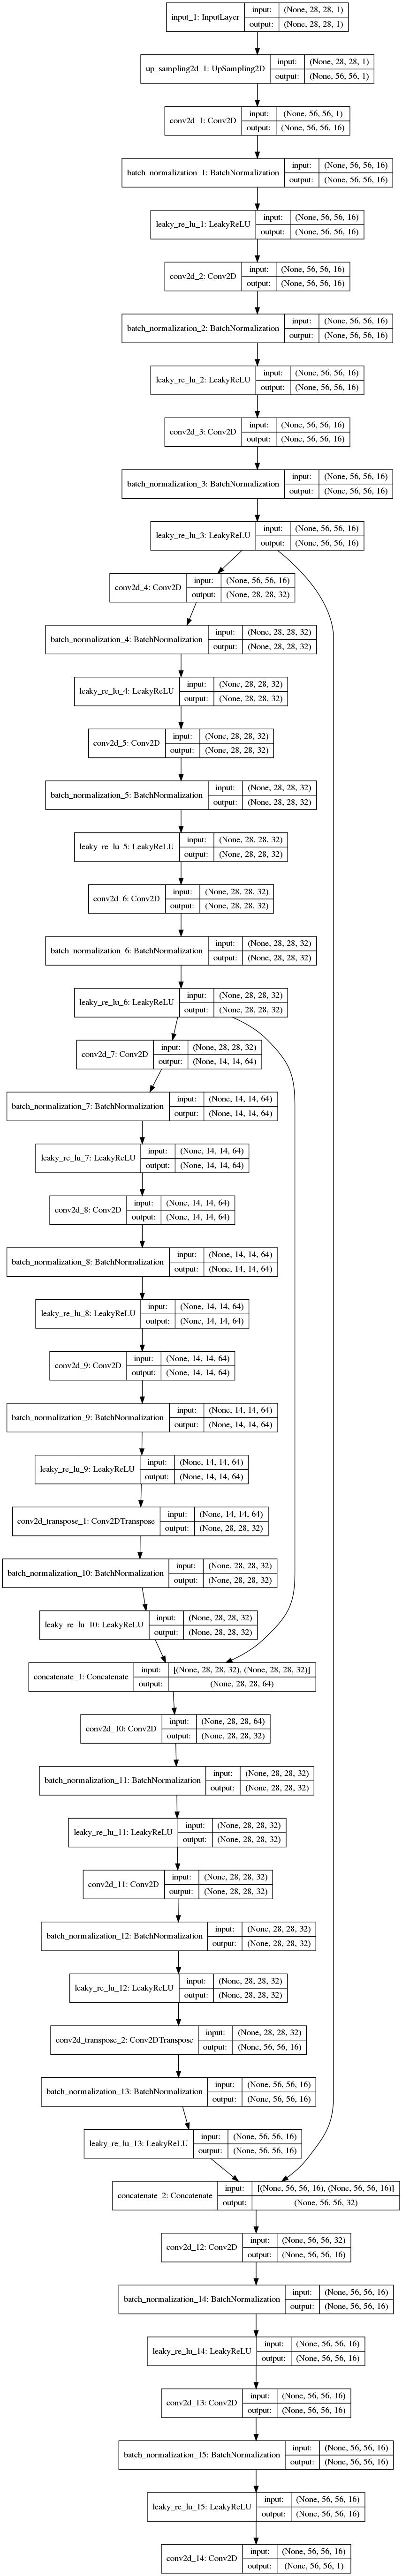 input_1: InputLayer
input: (None, 28, 28, 1)
output: (None, 28, 28, 1)
up_sampling2d_1: UpSampling2D
input: (None, 28, 28, 1)
output: (None, 56, 56, 1)
conv2d_1: Conv2D
input: (None, 56, 56, 1)
output: (None, 56, 56, 16)
batch_normalization_1: BatchNormalization
input: (None, 56, 56, 16)
output: (None, 56, 56, 16)
leaky_re_lu_1: LeakyReLU
input: (None, 56, 56, 16)
output: (None, 56, 56, 16)
conv2d_2: Conv2D
input: (None, 56, 56, 16)
output: (None, 56, 56, 16)
batch_normalization_2: BatchNormalization
input: (None, 56, 56, 16)
output: (None, 56, 56, 16)
leaky_re_lu_2: LeakyReLU
input: (None, 56, 56, 16)
output: (None, 56, 56, 16)
conv2d_3: Conv2D
input: (None, 56, 56, 16)
output: (None, 56, 56, 16)
batch_normalization_3: BatchNormalization
input: (None, 56, 56, 16)
output: (None, 56, 56, 16)
leaky_re_lu_3: LeakyReLU
input: (None, 56, 56, 16)
output: (None, 56, 56, 16)
conv2d_4: Conv2D
input: (None, 56, 56, 16)
output: (None, 28, 28, 32)
batch_normalization_4: BatchNormalization
input: (None, 28, 28, 32)
output: (None, 28, 28, 32)
leaky_re_lu_4: LeakyReLU
input: (None, 28, 28, 32)
output: (None, 28, 28, 32)
conv2d_5: Conv2D
input: (None, 28, 28, 32)
output: (None, 28, 28, 32)
batch_normalization_5: BatchNormalization
input: (None, 28, 28, 32)
output: (None, 28, 28, 32)
leaky_re_lu_5: LeakyReLU
input: (None, 28, 28, 32)
output: (None, 28, 28, 32)
conv2d_6: Conv2D
input: (None, 28, 28, 32)
output: (None, 28, 28, 32)
batch_normalization_6: BatchNormalization
input: (None, 28, 28, 32)
output: (None, 28, 28, 32)
leaky_re_lu_6: LeakyReLU
input: (None, 28, 28, 32)
output: (None, 28, 28, 32)
conv2d_7: Conv2D
input: (None, 28, 28, 32)
output: (None, 14, 14, 64)
batch_normalization_7: BatchNormalization
input: (None, 14, 14, 64)
output: (None, 14, 14, 64)
leaky_re_lu_7: LeakyReLU
input: (None, 14, 14, 64)
output: (None, 14, 14, 64)
conv2d_8: Conv2D
input: (None, 14, 14, 64)
output: (None, 14, 14, 64)
batch_normalization_8: BatchNormalization
input: (None, 14, 14, 64)
output: (None, 14, 14, 64)
leaky_re_lu_8: LeakyReLU
input: (None, 14, 14, 64)
output: (None, 14, 14, 64)
conv2d_9: Conv2D
input: (None, 14, 14, 64)
output: (None, 14, 14, 64)
batch_normalization_9: BatchNormalization
input: (None, 14, 14, 64)
output: (None, 14, 14, 64)
leaky_re_lu_9: LeakyReLU
input: (None, 14, 14, 64)
output: (None, 14, 14, 64)
conv2d_transpose_1: Conv2DTranspose
input: (None, 14, 14, 64)
output: (None, 28, 28, 32)
batch_normalization_10: BatchNormalization
input: (None, 28, 28, 32)
output: (None, 28, 28, 32)
leaky_re_lu_10: LeakyReLU
input: (None, 28, 28, 32)
output: (None, 28, 28, 32)
concatenate_1: Concatenate
input: [(None, 28, 28, 32), (None, 28, 28, 32)]
output: (None, 28, 28, 64)
conv2d_10: Conv2D
input: (None, 28, 28, 64)
output: (None, 28, 28, 32)
batch_normalization_11: BatchNormalization
input: (None, 28, 28, 32)
output: (None, 28, 28, 32)
leaky_re_lu_11: LeakyReLU
input: (None, 28, 28, 32)
output: (None, 28, 28, 32)
conv2d_11: Conv2D
input: (None, 28, 28, 32)
output: (None, 28, 28, 32)
batch_normalization_12: BatchNormalization
input: (None, 28, 28, 32)
output: (None, 28, 28, 32)
leaky_re_lu_12: LeakyReLU
input: (None, 28, 28, 32)
output: (None, 28, 28, 32)
conv2d_transpose_2: Conv2DTranspose
input: (None, 28, 28, 32)
output: (None, 56, 56, 16)
batch_normalization_13: BatchNormalization
input: (None, 56, 56, 16)
output: (None, 56, 56, 16)
leaky_re_lu_13: LeakyReLU
input: (None, 56, 56, 16)
output: (None, 56, 56, 16)
concatenate_2: Concatenate
input: [(None, 56, 56, 16), (None, 56, 56, 16)]
output: (None, 56, 56, 32)
conv2d_12: Conv2D
input: (None, 56, 56, 32)
output: (None, 56, 56, 16)
batch_normalization_14: BatchNormalization
input: (None, 56, 56, 16)
output: (None, 56, 56, 16)
leaky_re_lu_14: LeakyReLU
input: (None, 56, 56, 16)
output: (None, 56, 56, 16)
conv2d_13: Conv2D
input: (None, 56, 56, 16)
output: (None, 56, 56, 16)
batch_normalization_15: BatchNormalization
input: (None, 56, 56, 16)
output: (None, 56, 56, 16)
leaky_re_lu_15: LeakyReLU
input: (None, 56, 56, 16)
output: (None, 56, 56, 16)
conv2d_14: Conv2D
input: (None, 56, 56, 16)
output: (None, 56, 56, 1)